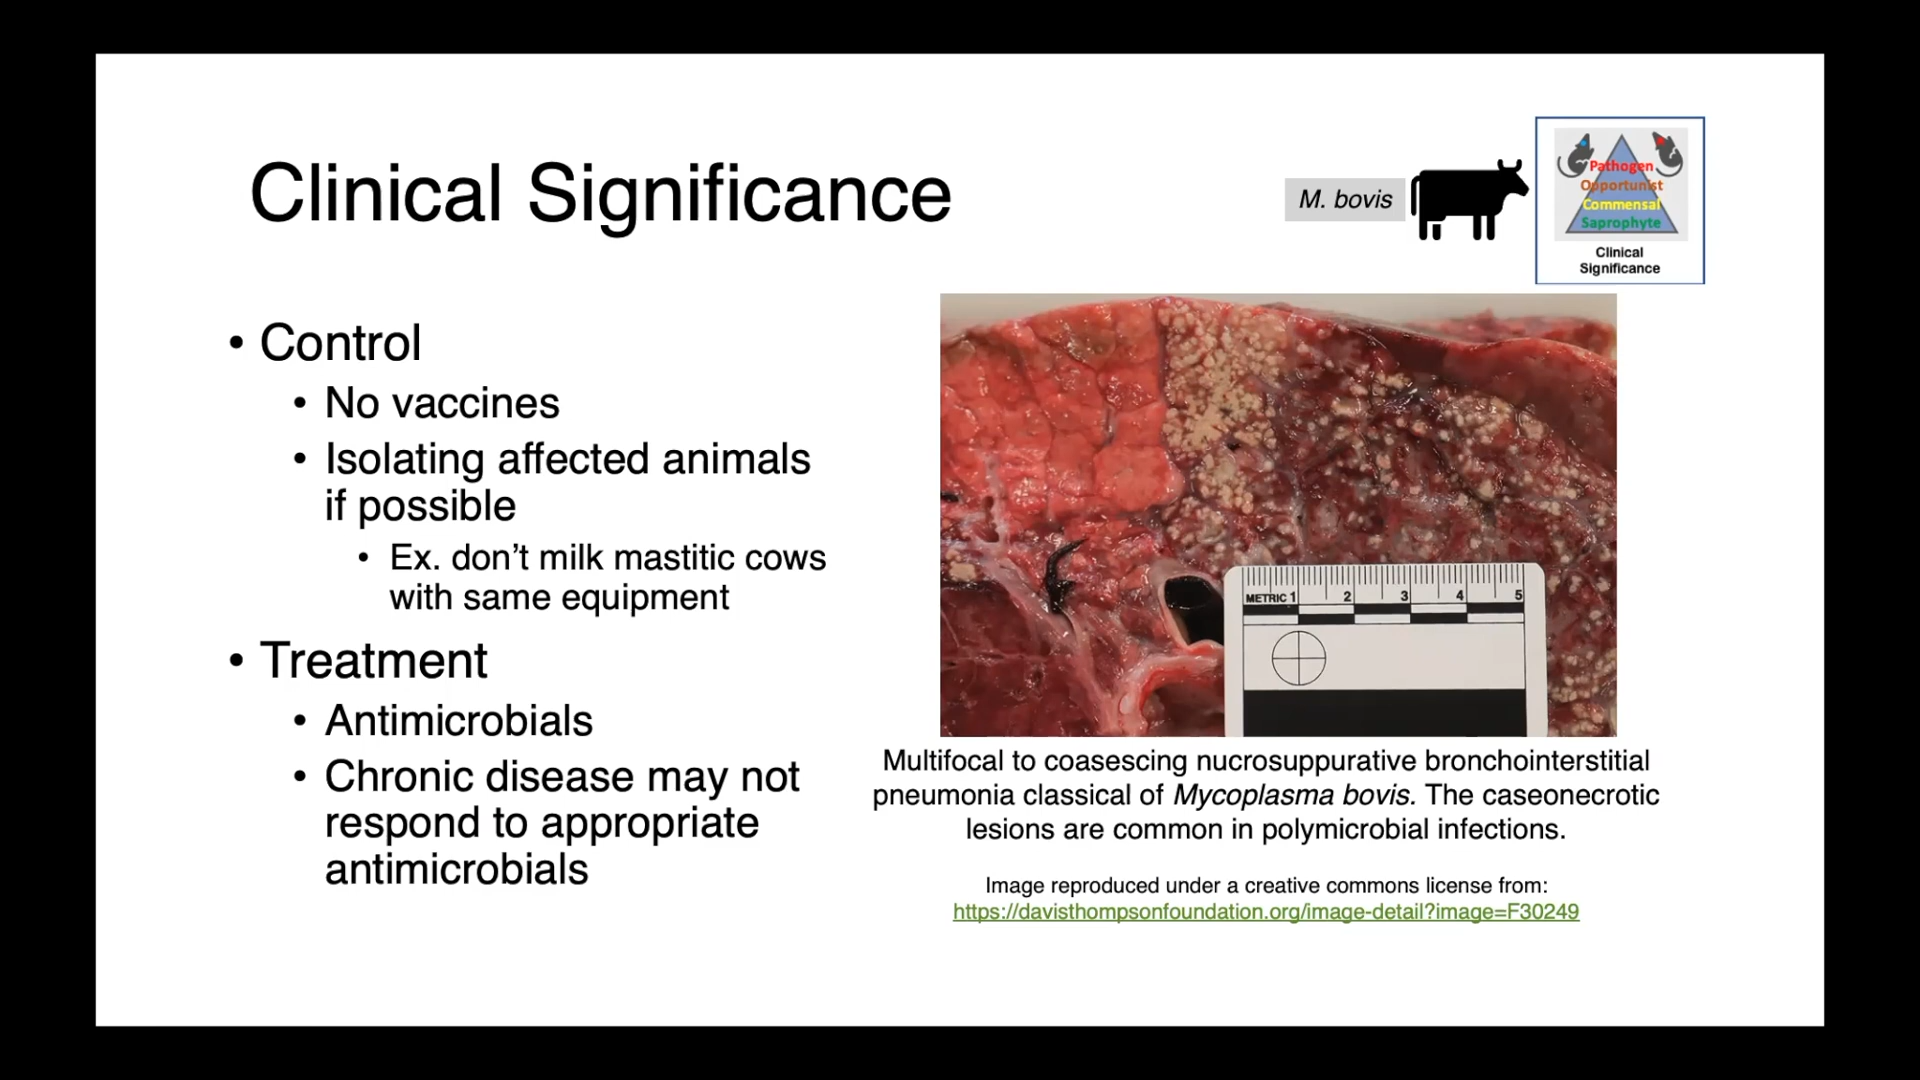 Clinical Significance
M. bovis
Pathogen
Opportunist
Commensal
Saprophyte
Clinical
Significance
• Control
• No vaccines
• Isolating affected animals
if possible
• Ex. don’t milk mastitic cows
with same equipment
• Treatment
• Antimicrobials
• Chronic disease may not
respond to appropriate
antimicrobials
METRIC 1 2 3 4 5
Multifocal to coasescing nucrosuppurative bronchointerstitial
pneumonia classical of Mycoplasma bovis. The caseonecrotic
lesions are common in polymicrobial infections.
Image reproduced under a creative commons license from:
https://davisthompsonfoundation.org/image-detail?image=F30249